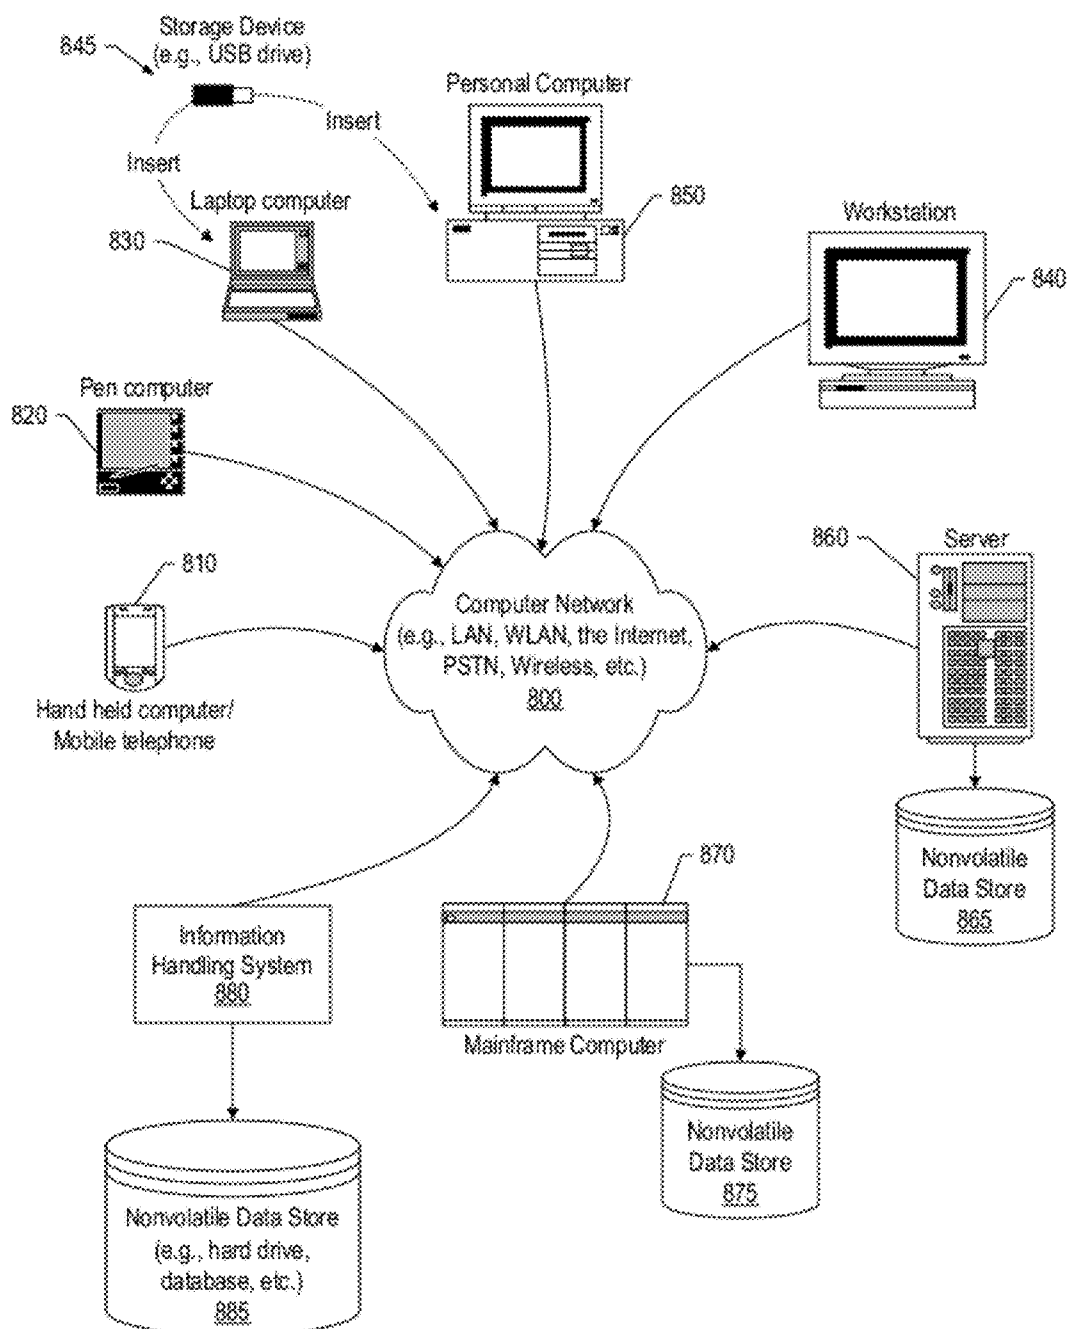 Storage Device
(e.g., USB drive)
845
Personal Computer
Insert
Insert
Laptop computer
850
830
Workstation
840
Pen computer
820
860
Server
810
Computer Network
(e.g., LAN, WLAN, the Internet,
PSTN, Wireless, etc.)
800
Hand held computer/
Mobile telephone
Nonvolatile
Data Store
865
870
Information
Handling System
880
Mainframe Computer
Nonvolatile
Data Store
875
Nonvolatile Data Store
(e.g., hard drive,
database, etc.)
885